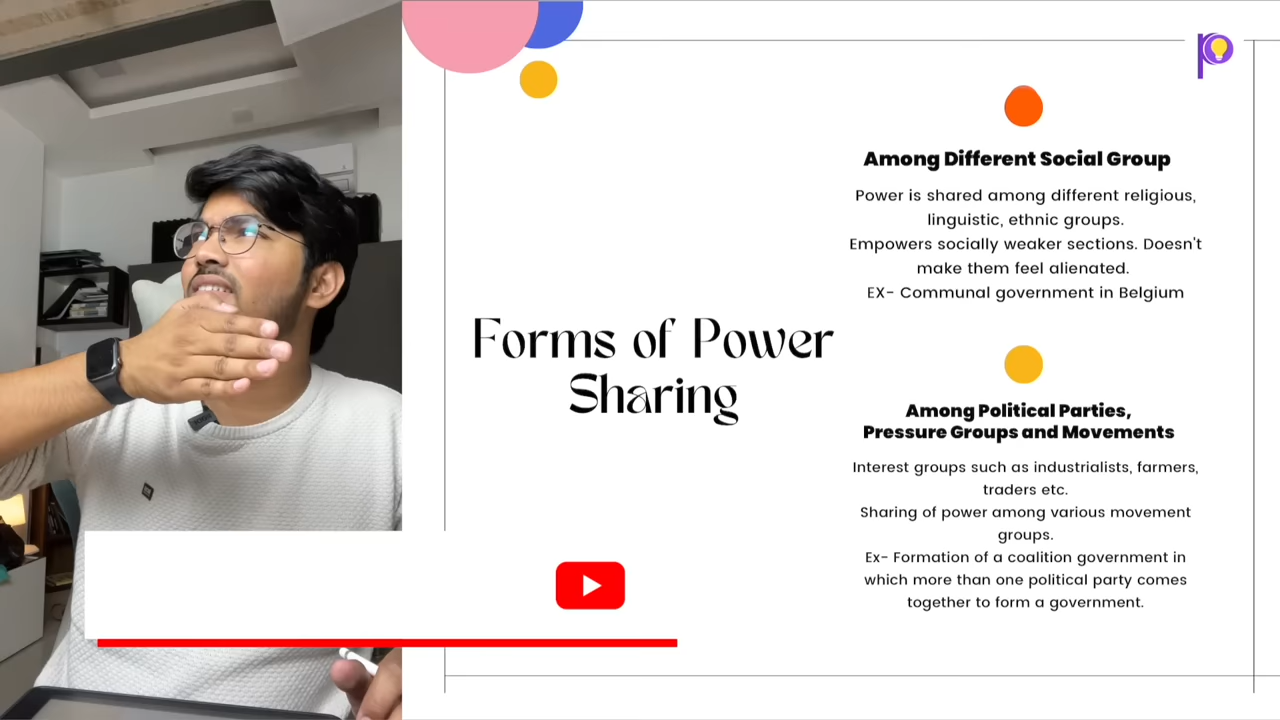 Forms of Power
Sharing
Among Different Social Group
Power is shared among different religious,
linguistic, ethnic groups.
Empowers socially weaker sections. Doesn't
make them feel alienated.
EX- Communal government in Belgium
Among Political Parties,
Pressure Groups and Movements
Interest groups such as industrialists, farmers,
traders etc.
Sharing of power among various movement
groups.
Ex- Formation of a coalition government in
which more than one political party comes
together to form a government.